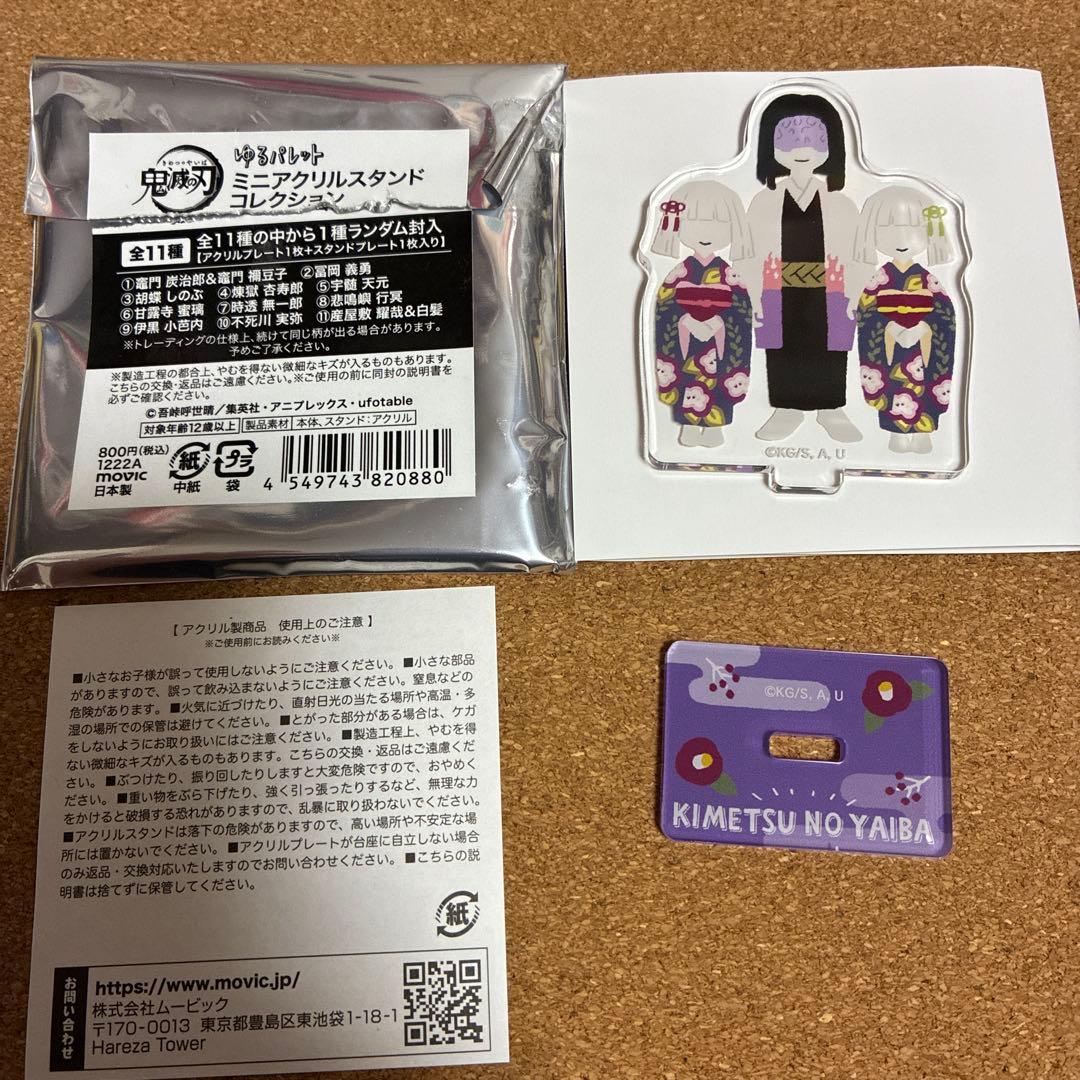 きめつのやいば
鬼滅の刃
ゆるパレット
ミニアクリルスタンド
コレクション
全11種
全11種の中から1種ランダム封入
【アクリルプレート1枚+スタンドプレート1枚入り】
①竈門 炭治郎&竈門 禰豆子 ②冨岡 義勇
③胡蝶 しのぶ ④煉獄 杏寿郎 ⑤宇髄 天元
⑥甘露寺 蜜璃 ⑦時透 無一郎 ⑧悲鳴嶼 行冥
⑨伊黒 小芭内 ⑩不死川 実弥 ⑪産屋敷 耀哉&白髪
※トレーディングの仕様上、続けて同じ柄が出る場合があります。
予めご了承ください。
※製造工程の都合上、やむを得ない微細なキズが入るものもあります。
こちらの交換・返品はご遠慮ください。※ご使用の前に同封の説明書を
必ずご確認ください。
©吾峠呼世晴/集英社・アニプレックス・ufotable
対象年齢12歳以上 製品素材 本体、スタンド:アクリル
800円(税込)
1222A
movic
日本製
紙
中紙
プラ
袋
4 549743 820880
©KG/S, A, U
【 アクリル製商品 使用上のご注意 】
※ご使用前にお読みください※
■小さなお子様が誤って使用しないようにご注意ください。■小さな部品
がありますので、誤って飲み込まないようにご注意ください。窒息などの
危険があります。■火気に近づけたり、直射日光の当たる場所や高温・多
湿の場所での保管は避けてください。■とがった部分がある場合は、ケガ
をしないようにお取り扱いにはご注意ください。■製造工程上、やむを得
ない微細なキズが入るものもあります。こちらの交換・返品はご遠慮くだ
さい。■ぶつけたり、振り回したりしますと大変危険ですので、おやめく
ださい。■重い物をぶら下げたり、強く引っ張ったりするなど、無理な力
をかけると破損する恐れがありますので、乱暴に取り扱わないでください。
■アクリルスタンドは落下の危険がありますので、高い場所や不安定な場
所には置かないでください。■アクリルプレートが台座に自立しない場合
のみ返品・交換対応いたしますのでお問い合わせください。■こちらの説
明書は捨てずに保管してください。
紙
お問い合わせ
https://www.movic.jp/
株式会社ムービック
〒170-0013 東京都豊島区東池袋1-18-1
Hareza Tower
©KG/S, A, U
KIMETSU NO YAIBA